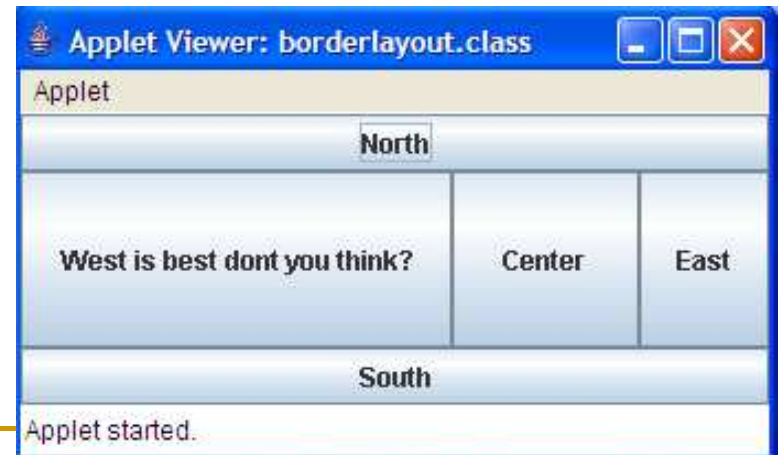 Applet Viewer: borderlayout.class
Applet
North
West is best dont you think?
Center
East
South
Applet started.